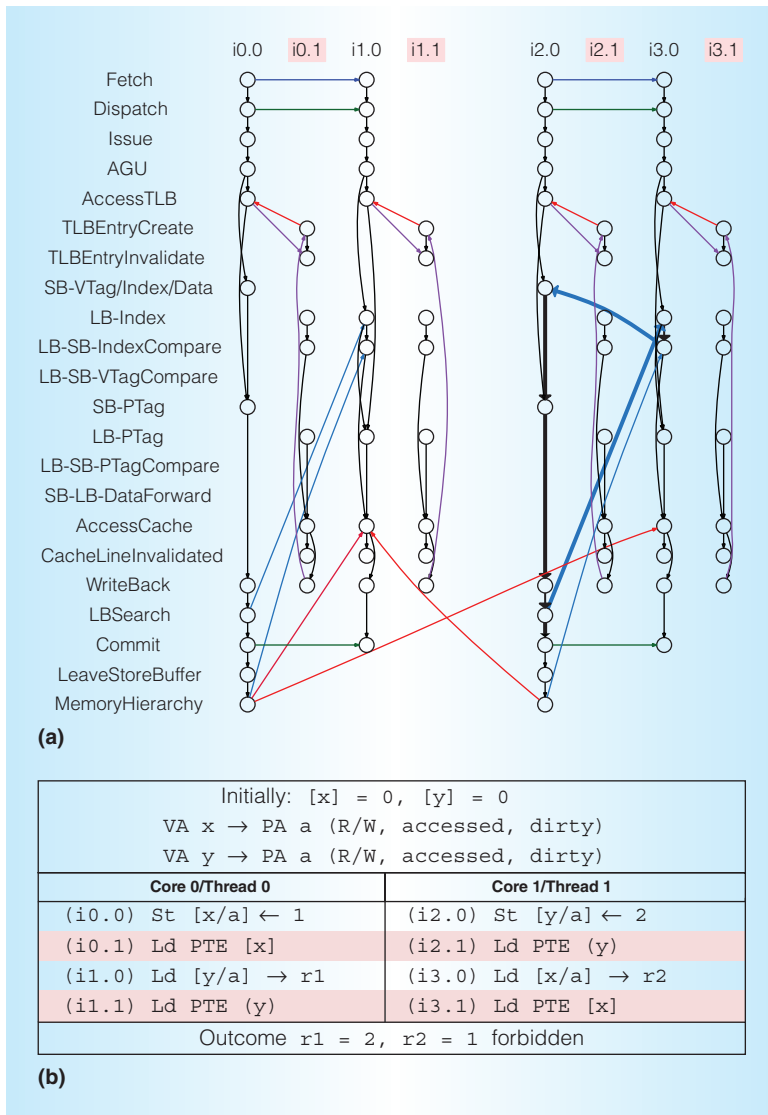 i0.0 i0.1 i1.0 i1.1 i2.0 i2.1 i3.0 i3.1
Fetch
Dispatch
Issue
AGU
AccessTLB
TLBEntryCreate
TLBEntryInvalidate
SB-VTag/Index/Data
LB-Index
LB-SB-IndexCompare
LB-SB-VTagCompare
SB-PTag
LB-PTag
LB-SB-PTagCompare
SB-LB-DataForward
AccessCache
CacheLineInvalidated
WriteBack
LBSearch
Commit
LeaveStoreBuffer
MemoryHierarchy
(a)
Initially: [x] = 0, [y] = 0
VA x → PA a (R/W, accessed, dirty)
VA y → PA a (R/W, accessed, dirty)
Core 0/Thread 0 Core 1/Thread 1
(i0.0) St [x/a] ← 1 (i2.0) St [y/a] ← 2
(i0.1) Ld PTE [x] (i2.1) Ld PTE (y)
(i1.0) Ld [y/a] → r1 (i3.0) Ld [x/a] → r2
(i1.1) Ld PTE (y) (i3.1) Ld PTE [x]
Outcome r1 = 2, r2 = 1 forbidden
(b)